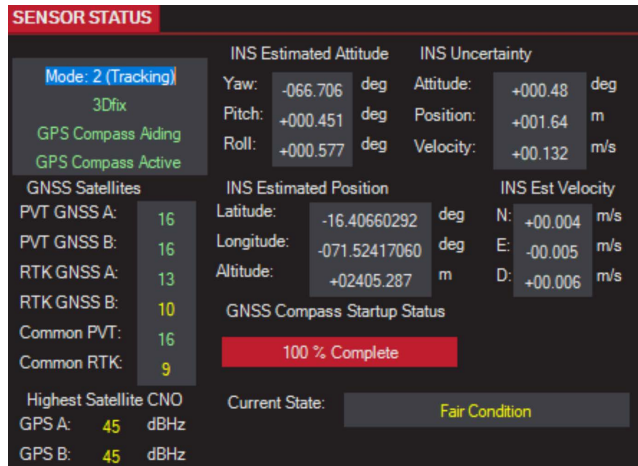 SENSOR STATUS
Mode: 2 (Tracking)
3Dfix
GPS Compass Aiding
GPS Compass Active
INS Estimated Attitude
Yaw: -066.706 deg
Pitch: +000.451 deg
Roll: +000.577 deg
INS Uncertainty
Attitude: +000.48 deg
Position: +001.64 m
Velocity: +00.132 m/s
GNSS Satellites
PVT GNSS A: 16
PVT GNSS B: 16
RTK GNSS A: 13
RTK GNSS B: 10
Common PVT: 16
Common RTK: 9
INS Estimated Position
Latitude: -16.40660292 deg
Longitude: -071.52417060 deg
Altitude: +02405.287 m
INS Est Velocity
N: +00.004 m/s
E: -00.005 m/s
D: +00.006 m/s
GNSS Compass Startup Status
100 % Complete
Highest Satellite CNO
GPS A: 45 dBHz
GPS B: 45 dBHz
Current State: Fair Condition